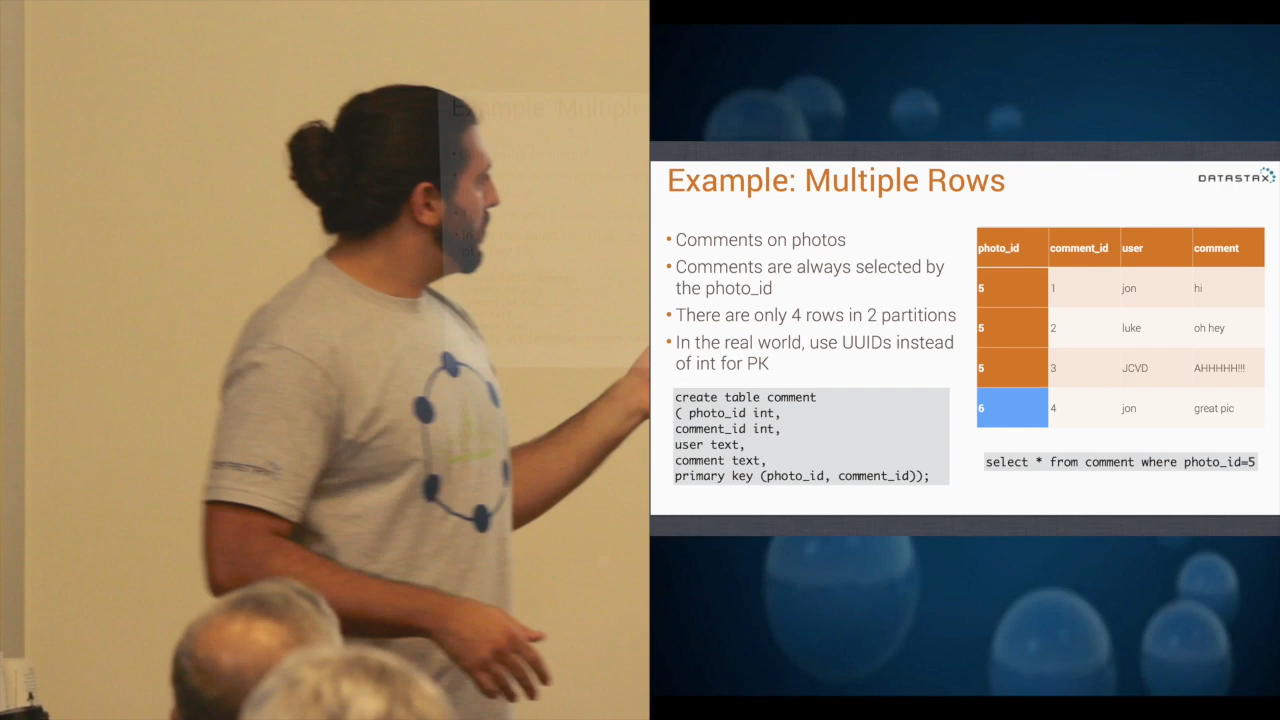 Example: Multiple Rows
DATASTAX
• Comments on photos
• Comments are always selected by
the photo_id
• There are only 4 rows in 2 partitions
• In the real world, use UUIDs instead
of int for PK
create table comment
( photo_id int,
comment_id int,
user text,
comment text,
primary key (photo_id, comment_id));
photo_id comment_id user comment
5 1 jon hi
5 2 luke oh hey
5 3 JCVD AHHHHH!!!
6 4 jon great pic
select * from comment where photo_id=5
Example: Multiple
DATASTAX